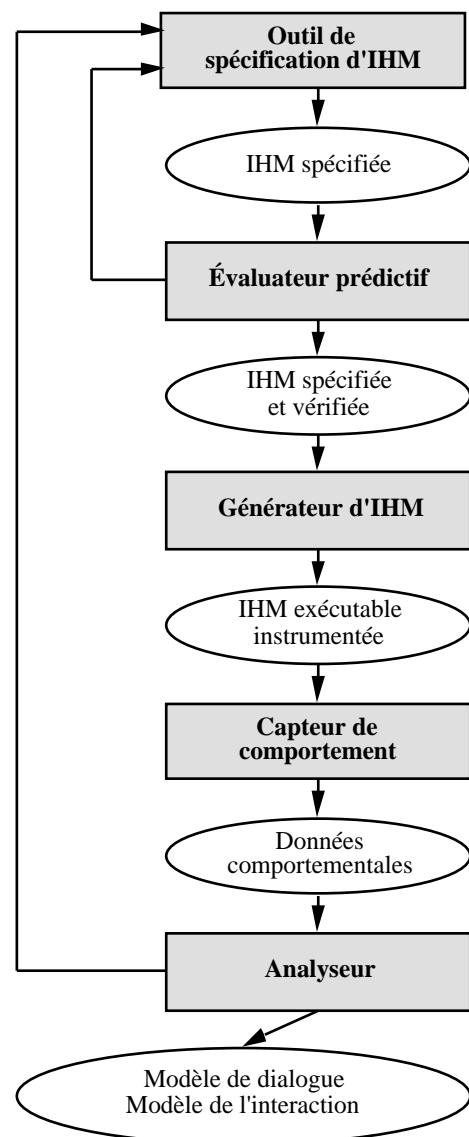 Outil de
spécification d'IHM
IHM spécifiée
Évaluateur prédictif
IHM spécifiée
et vérifiée
Générateur d'IHM
IHM exécutable
instrumentée
Capteur de
comportement
Données
comportementales
Analyseur
Modèle de dialogue
Modèle de l'interaction